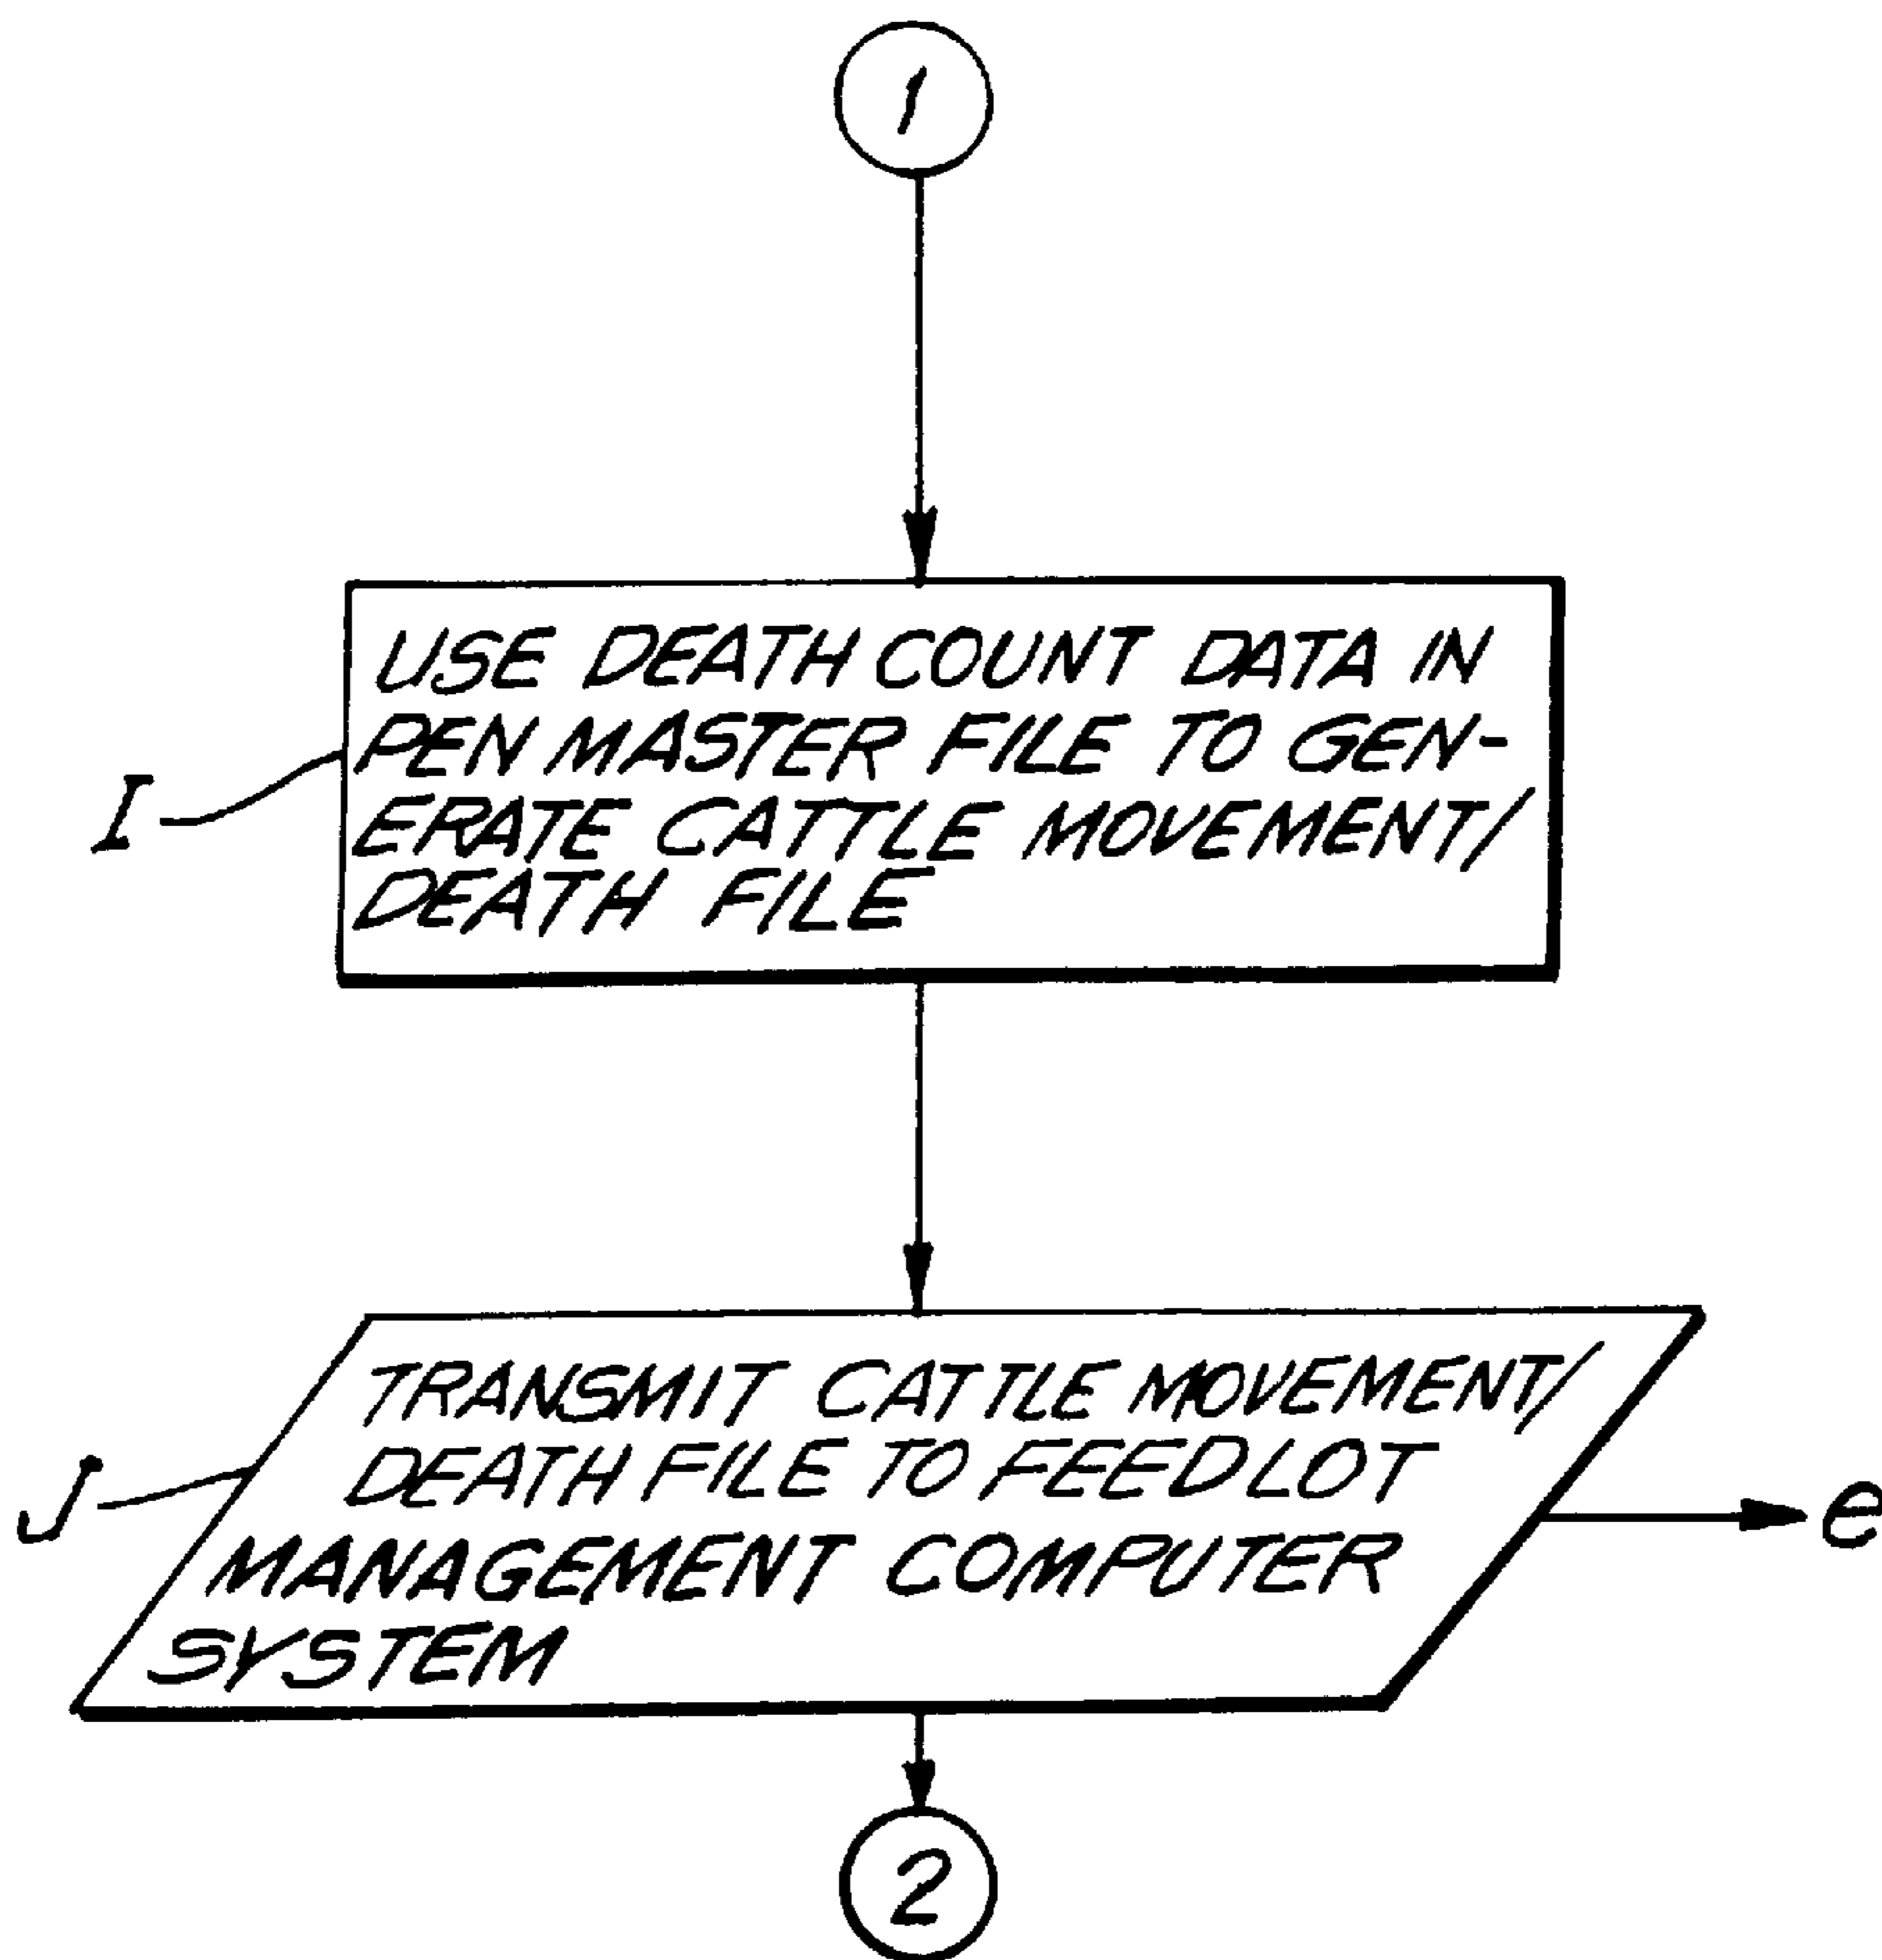 1
USE DEATH COUNT DATA IN
PEN MASTER FILE TO GEN-
ERATE CATTLE MOVEMENT/
DEATH FILE
I
TRANSMIT CATTLE MOVEMENT/
DEATH FILE TO FEEDLOT
MANAGEMENT COMPUTER
SYSTEM
J
e
2